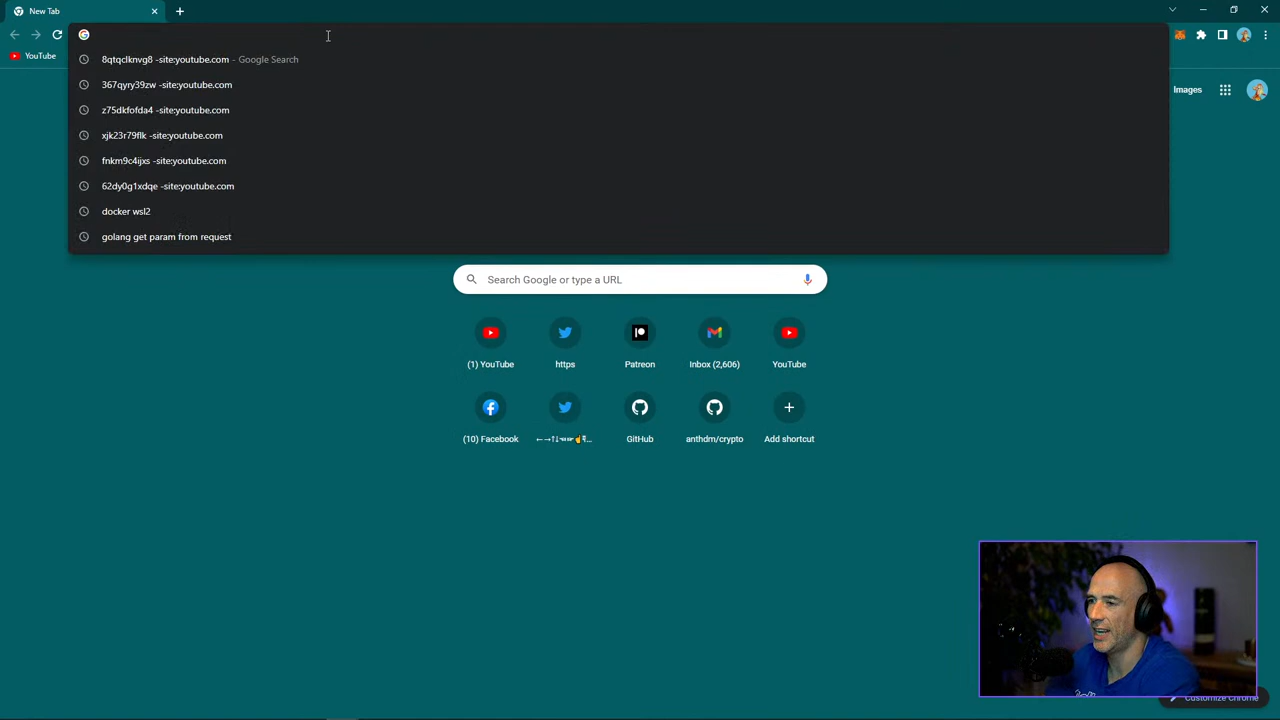 New Tab
YouTube
8qtqclknvg8 -site:youtube.com - Google Search
367qyry39zw -site:youtube.com
z75dkfofda4 -site:youtube.com
xjk23r79flk -site:youtube.com
fnkm9c4ijxs -site:youtube.com
62dy0g1xdqe -site:youtube.com
docker wsl2
golang get param from request
Images
Search Google or type a URL
(1) YouTube
https
Patreon
Inbox (2,606)
YouTube
(10) Facebook
GitHub
anthdm/crypto
Add shortcut
Customize Chrome